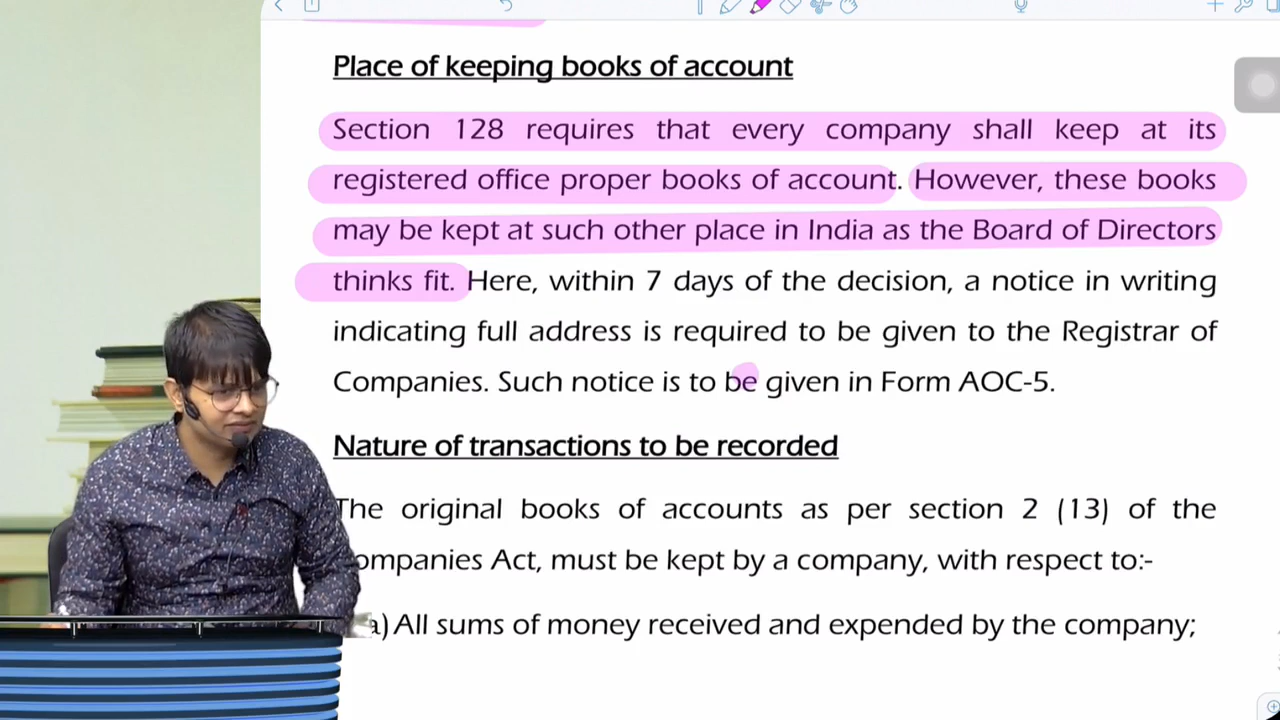 Place of keeping books of account
Section 128 requires that every company shall keep at its
registered office proper books of account. However, these books
may be kept at such other place in India as the Board of Directors
thinks fit. Here, within 7 days of the decision, a notice in writing
indicating full address is required to be given to the Registrar of
Companies. Such notice is to be given in Form AOC-5.
Nature of transactions to be recorded
The original books of accounts as per section 2 (13) of the
ompanies Act, must be kept by a company, with respect to:-
a) All sums of money received and expended by the company;